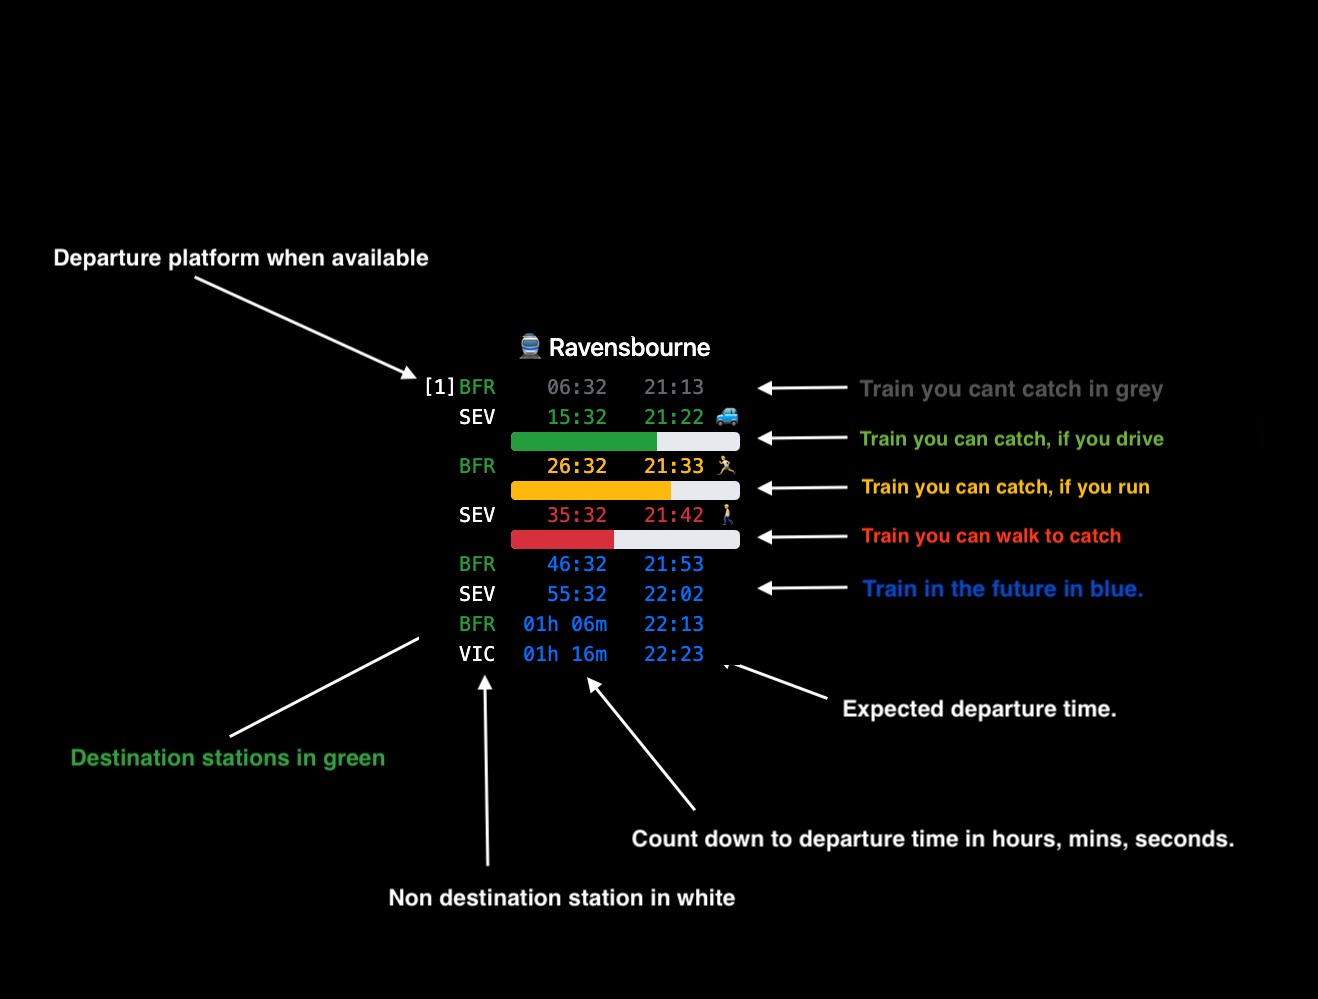 Departure platform when available
Ravensbourne
[1] BFR 06:32 21:13
Train you cant catch in grey
SEV 15:32 21:22
Train you can catch, if you drive
BFR 26:32 21:33
Train you can catch, if you run
SEV 35:32 21:42
Train you can walk to catch
BFR 46:32 21:53
SEV 55:32 22:02
Train in the future in blue.
BFR 01h 06m 22:13
VIC 01h 16m 22:23
Expected departure time.
Destination stations in green
Count down to departure time in hours, mins, seconds.
Non destination station in white